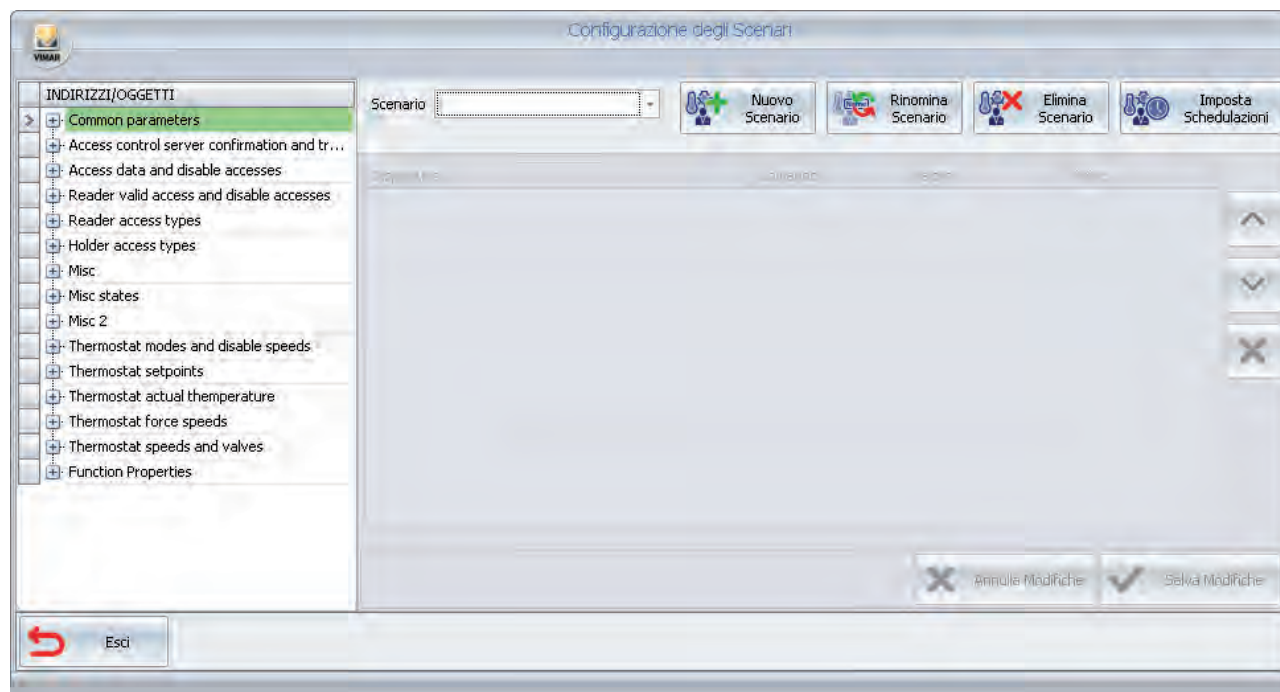 Configurazione degli Scenari
VIMAR
INDIRIZZI/OGGETTI
Common parameters
Access control server confirmation and tr...
Access data and disable accesses
Reader valid access and disable accesses
Reader access types
Holder access types
Misc
Misc states
Misc 2
Thermostat modes and disable speeds
Thermostat setpoints
Thermostat actual themperature
Thermostat force speeds
Thermostat speeds and valves
Function Properties
Scenario
Nuovo
Scenario
Rinomina
Scenario
Elimina
Scenario
Imposta
Schedulazioni
Annulla Modifiche
Salva Modifiche
Esci